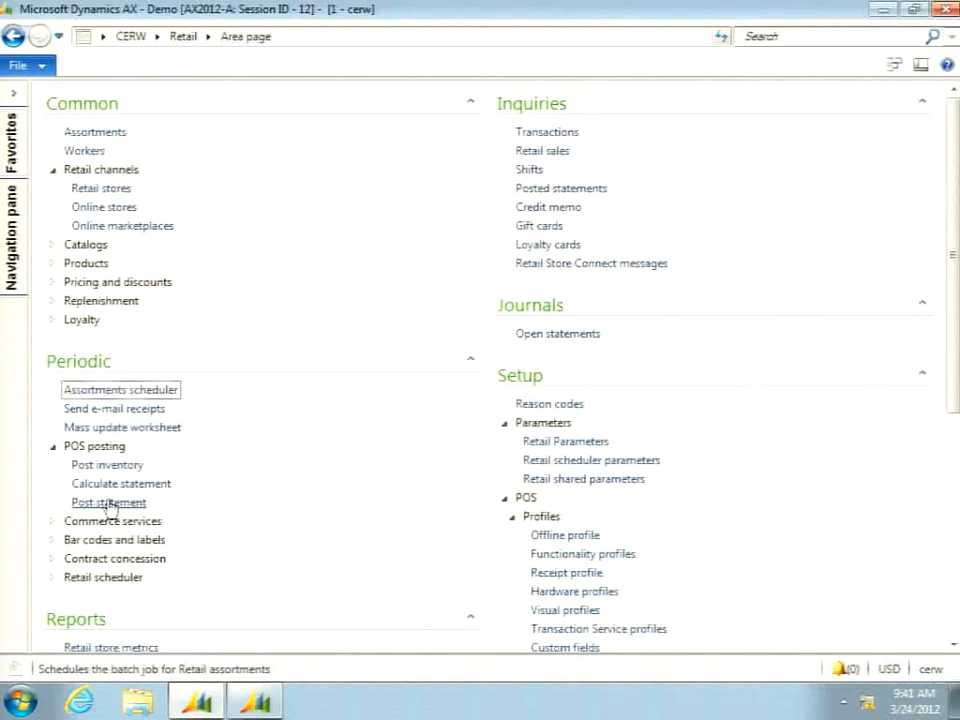 Microsoft Dynamics AX - Demo [AX2012-A: Session ID - 12] - [1 - cerw]
CERW
Retail
Area page
Search
File
Favorites
Navigation pane
Common
Assortments
Workers
Retail channels
Retail stores
Online stores
Online marketplaces
Catalogs
Products
Pricing and discounts
Replenishment
Loyalty
Periodic
Assortments scheduler
Send e-mail receipts
Mass update worksheet
POS posting
Post inventory
Calculate statement
Post statement
Commerce services
Bar codes and labels
Contract concession
Retail scheduler
Reports
Retail store metrics
Inquiries
Transactions
Retail sales
Shifts
Posted statements
Credit memo
Gift cards
Loyalty cards
Retail Store Connect messages
Journals
Open statements
Setup
Reason codes
Parameters
Retail Parameters
Retail scheduler parameters
Retail shared parameters
POS
Profiles
Offline profile
Functionality profiles
Receipt profile
Hardware profiles
Visual profiles
Transaction Service profiles
Custom fields
Schedules the batch job for Retail assortments
(0)
USD
cerw
9:41 AM
3/24/2012